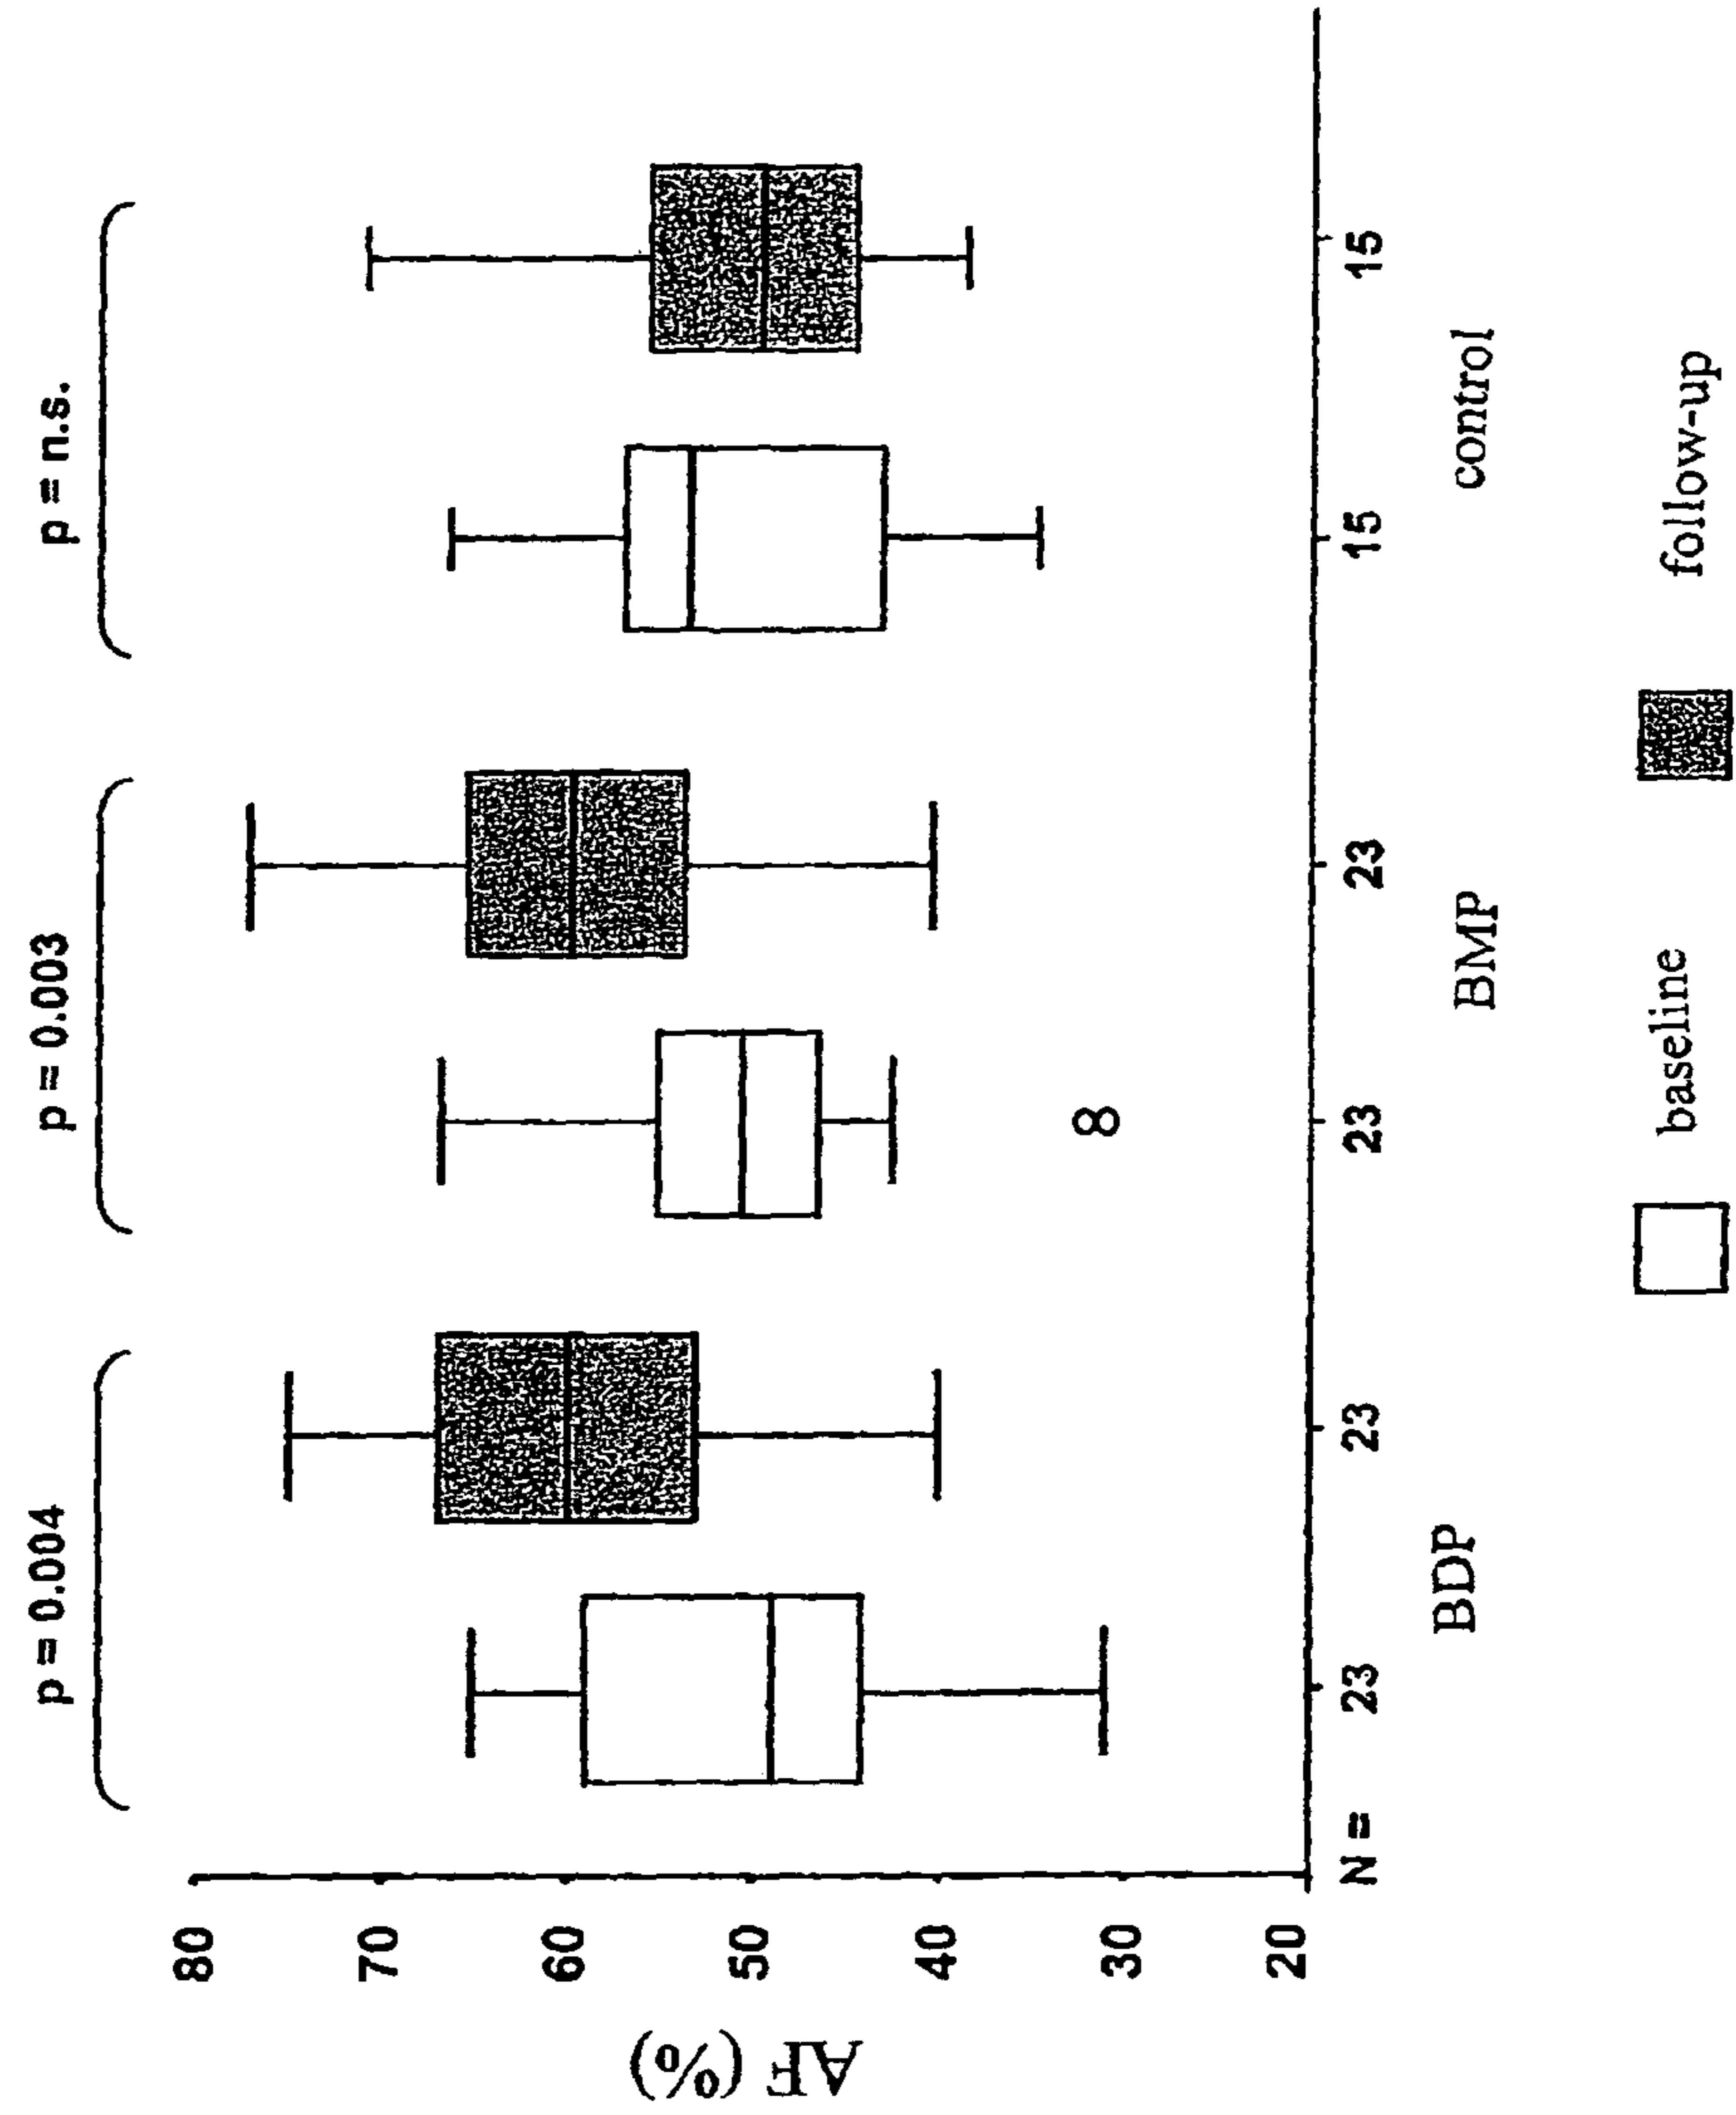 p = 0.004 p = 0.003 p = n.s.
AF (%)
80
70
60
50
40
30
20
N = 23 23 23 23 15 15
BDP BMP control
baseline follow-up